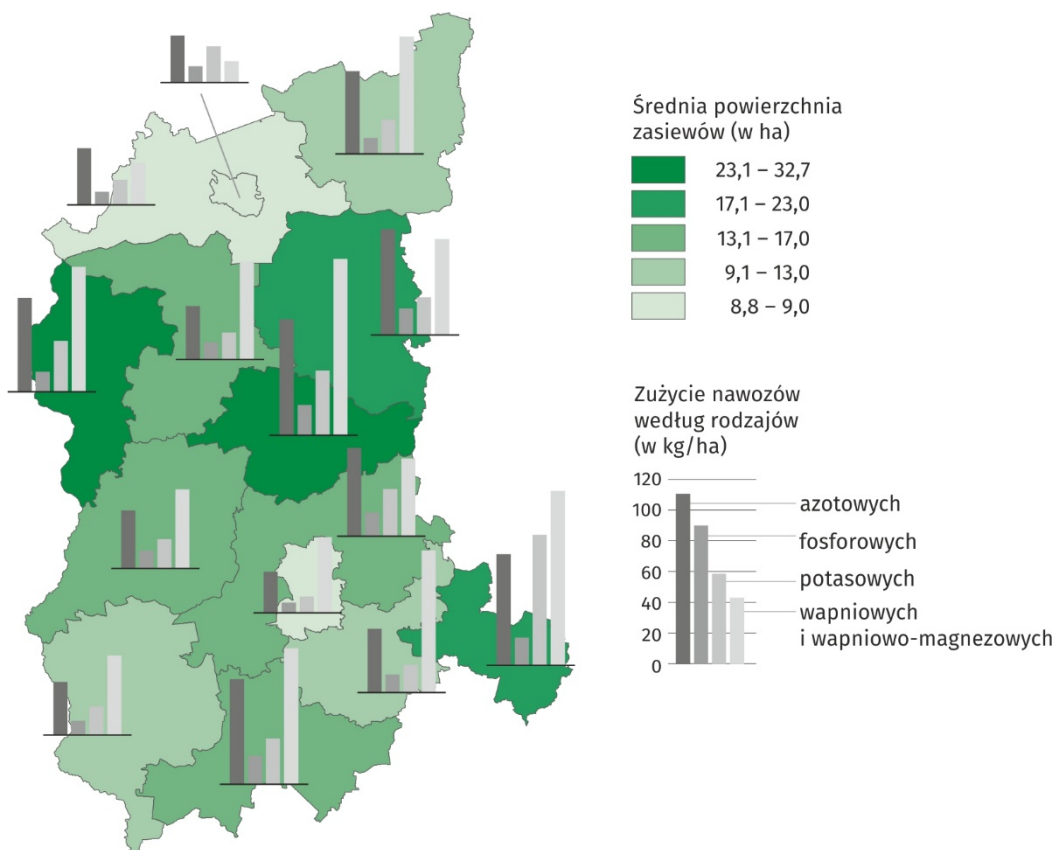 Średnia powierzchnia
zasiewów (w ha)
23,1 – 32,7
17,1 – 23,0
13,1 – 17,0
9,1 – 13,0
8,8 – 9,0
Zużycie nawozów
według rodzajów
(w kg/ha)
120
100
80
60
40
20
0
azotowych
fosforowych
potasowych
wapniowych
i wapniowo-magnezowych